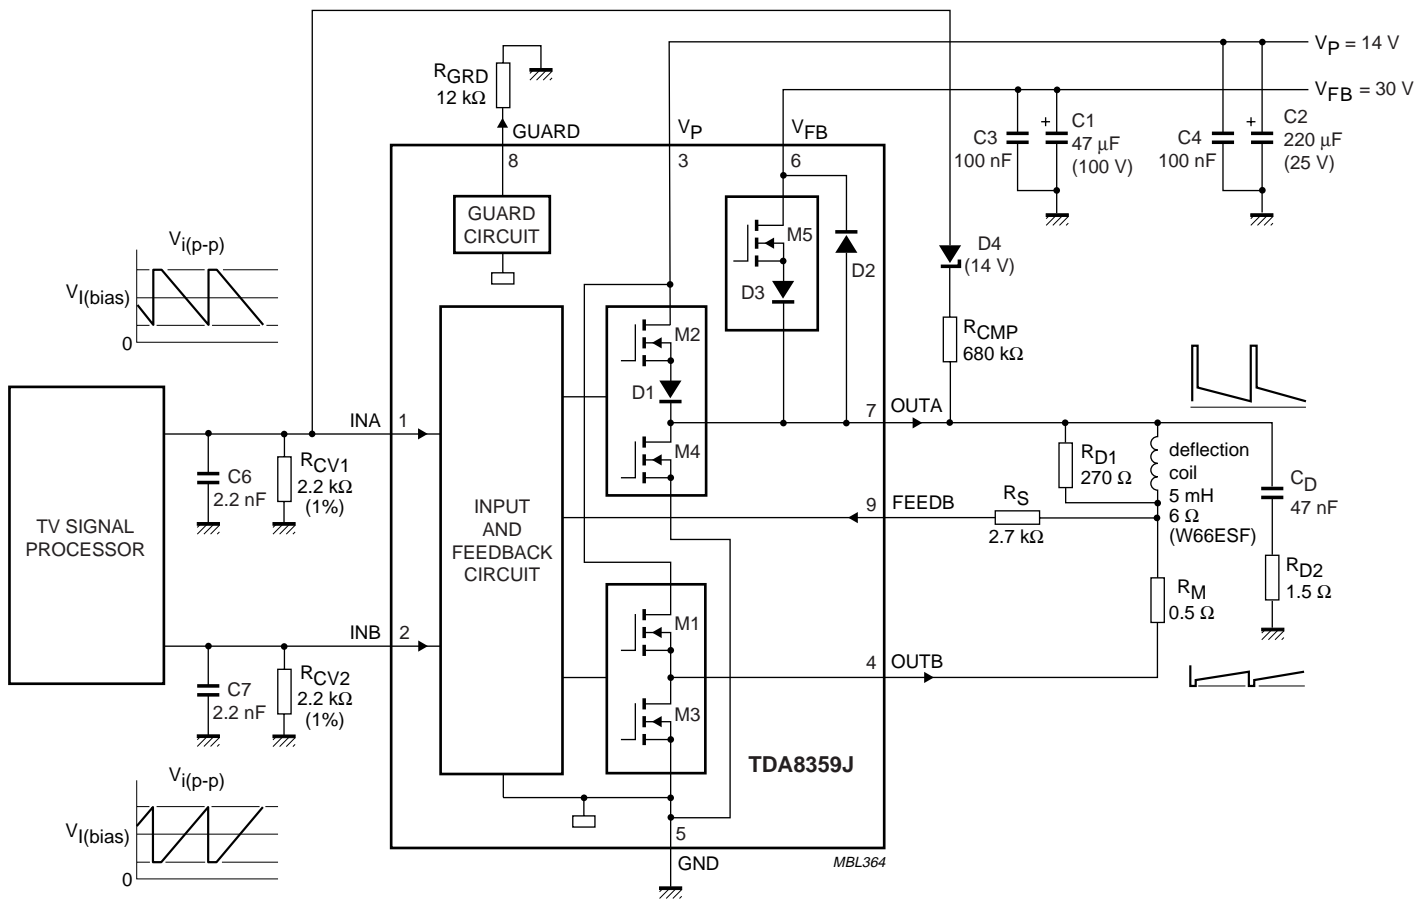 V_P = 14 V
R_GRD
12 kΩ
V_FB = 30 V
GUARD
V_P
V_FB
C3
100 nF
+
C1
47 μF
(100 V)
C4
100 nF
+
C2
220 μF
(25 V)
8
3
6
GUARD
CIRCUIT
M5
D3
D2
D4
(14 V)
V_i(p-p)
V_I(bias)
0
M2
D1
M4
R_CMP
680 kΩ
INA
1
7
OUTA
TV SIGNAL
PROCESSOR
C6
2.2 nF
R_CV1
2.2 kΩ
(1%)
INPUT
AND
FEEDBACK
CIRCUIT
9
FEEDB
R_S
2.7 kΩ
R_D1
270 Ω
deflection
coil
5 mH
6 Ω
(W66ESF)
C_D
47 nF
R_D2
1.5 Ω
R_M
0.5 Ω
INB
2
M1
M3
4
OUTB
C7
2.2 nF
R_CV2
2.2 kΩ
(1%)
TDA8359J
V_i(p-p)
V_I(bias)
0
5
GND
MBL364